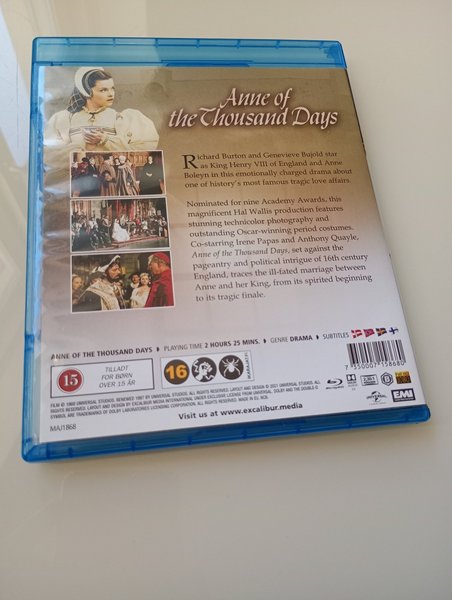 Anne of
the Thousand Days
Richard Burton and Genevieve Bujold star
as King Henry VIII of England and Anne
Boleyn in this emotionally charged drama about
one of history's most famous tragic love affairs.
Nominated for nine Academy Awards, this
magnificent Hal Wallis production features
stunning technicolor photography and
outstanding Oscar-winning period costumes.
Co-starring Irene Papas and Anthony Quayle,
Anne of the Thousand Days, set against the
pageantry and political intrigue of 16th century
England, traces the ill-fated marriage between
Anne and her King, from its spirited beginning
to its tragic finale.
ANNE OF THE THOUSAND DAYS PLAYING TIME 2 HOURS 25 MINS. GENRE DRAMA SUBTITLES
15
TILLADT
FOR BØRN
OVER 15 ÅR
16
7 350007 158680
Visit us at www.excalibur.media
UNIVERSAL
EMI
MAJ1868